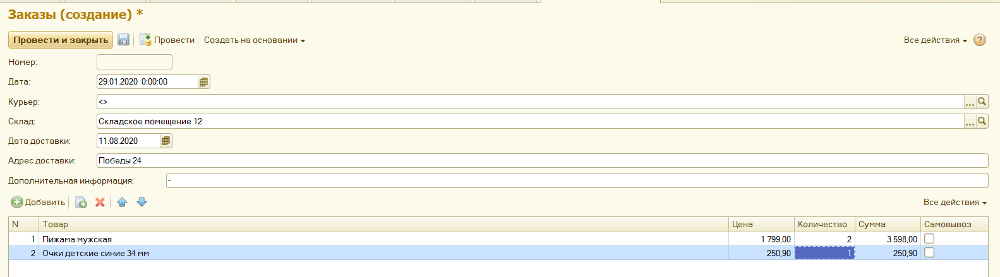 Заказы (создание) *
Провести и закрыть Провести Создать на основании Все действия ?
Номер:
Дата: 29.01.2020 0:00:00
Курьер: <> ...
Склад: Складское помещение 12 ...
Дата доставки: 11.08.2020
Адрес доставки: Победы 24
Дополнительная информация: -
Добавить Все действия
N Товар Цена Количество Сумма Самовывоз
1 Пижама мужская 1 799,00 2 3 598,00
2 Очки детские синие 34 мм 250,90 1 250,90